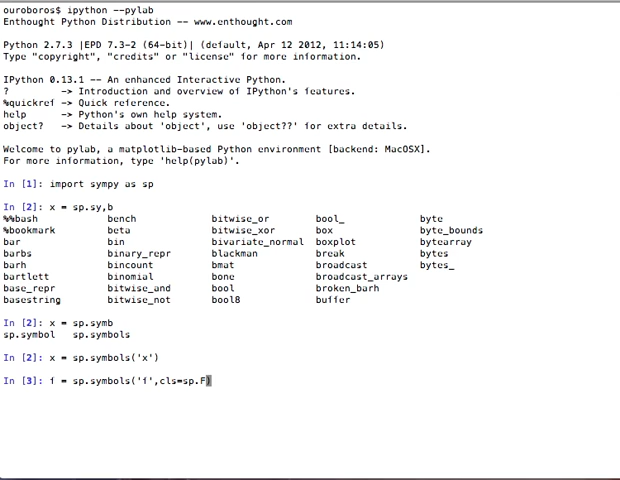 ouroboros$ ipython --pylab
Enthought Python Distribution -- www.enthought.com
Python 2.7.3 |EPD 7.3-2 (64-bit)| (default, Apr 12 2012, 11:14:05)
Type "copyright", "credits" or "license" for more information.
IPython 0.13.1 -- An enhanced Interactive Python.
? -> Introduction and overview of IPython's features.
%quickref -> Quick reference.
help -> Python's own help system.
object? -> Details about 'object', use 'object??' for extra details.
Welcome to pylab, a matplotlib-based Python environment [backend: MacOSX].
For more information, type 'help(pylab)'.
In [1]: import sympy as sp
In [2]: x = sp.sy,b
%%bash bench bitwise_or bool_ byte
%bookmark beta bitwise_xor box byte_bounds
bar bin bivariate_normal boxplot bytearray
barbs binary_repr blackman break bytes
barh bincount bmat broadcast bytes_
bartlett binomial bone broadcast_arrays
base_repr bitwise_and bool broken_barh
basestring bitwise_not bool8 buffer
In [2]: x = sp.symb
sp.symbol sp.symbols
In [2]: x = sp.symbols('x')
In [3]: f = sp.symbols('f',cls=sp.F)